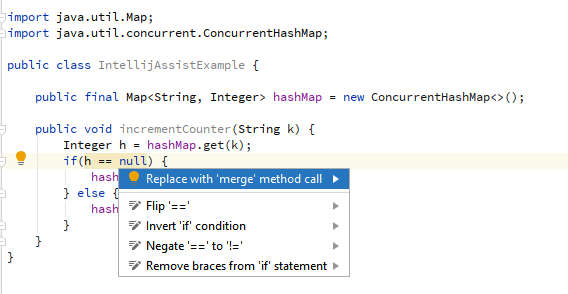 import java.util.Map;
import java.util.concurrent.ConcurrentHashMap;
public class IntellijAssistExample {
public final Map<String, Integer> hashMap = new ConcurrentHashMap<>();
public void incrementCounter(String k) {
Integer h = hashMap.get(k);
if(h == null) {
hash
Replace with 'merge' method call
} else {
Flip '=='
hash
Invert 'if' condition
}
Negate '==' to '!='
}
Remove braces from 'if' statement
}